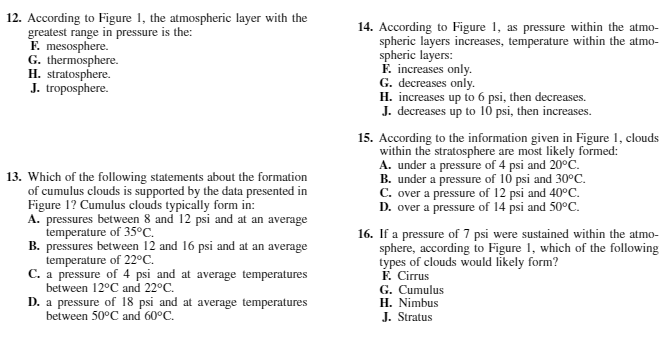 12. According to Figure 1, the atmospheric layer with the
greatest range in pressure is the:
F. mesosphere.
G. thermosphere.
H. stratosphere.
J. troposphere.
13. Which of the following statements about the formation
of cumulus clouds is supported by the data presented in
Figure 1? Cumulus clouds typically form in:
A. pressures between 8 and 12 psi and at an average
temperature of 35ºC.
B. pressures between 12 and 16 psi and at an average
temperature of 22ºC.
C. a pressure of 4 psi and at average temperatures
between 12ºC and 22ºC.
D. a pressure of 18 psi and at average temperatures
between 50ºC and 60ºC.
14. According to Figure 1, as pressure within the atmo-
spheric layers increases, temperature within the atmo-
spheric layers:
F. increases only.
G. decreases only.
H. increases up to 6 psi, then decreases.
J. decreases up to 10 psi, then increases.
15. According to the information given in Figure 1, clouds
within the stratosphere are most likely formed:
A. under a pressure of 4 psi and 20ºC.
B. under a pressure of 10 psi and 30ºC.
C. over a pressure of 12 psi and 40ºC.
D. over a pressure of 14 psi and 50ºC.
16. If a pressure of 7 psi were sustained within the atmo-
sphere, according to Figure 1, which of the following
types of clouds would likely form?
F. Cirrus
G. Cumulus
H. Nimbus
J. Stratus